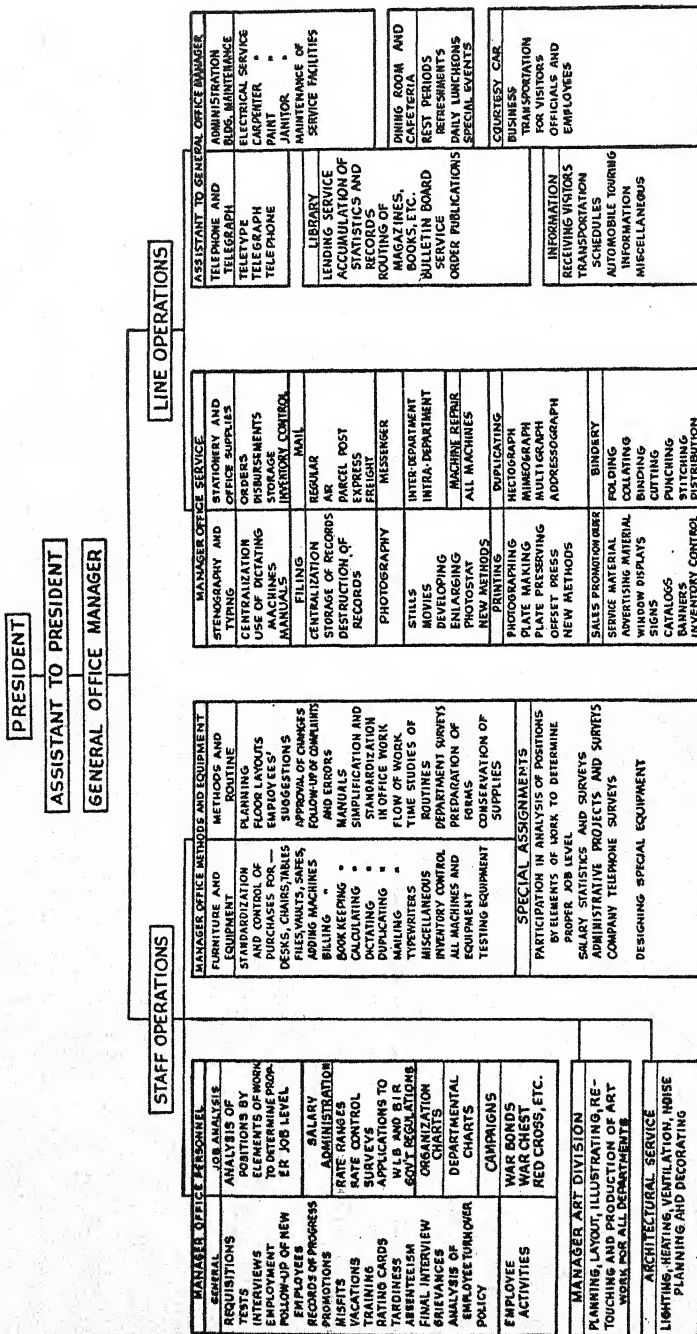 PRESIDENT
ASSISTANT TO PRESIDENT
GENERAL OFFICE MANAGER
STAFF OPERATIONS
LINE OPERATIONS
MANAGER OFFICE PERSONNEL
GENERAL
REQUISITIONS
TESTS
INTERVIEWS
EMPLOYMENT
FOLLOW-UP OF NEW
EMPLOYEES
RECORDS OF PROGRESS
PROMOTIONS
MISFITS
VACATIONS
TRAINING
RATING CARDS
TARDINESS
ABSENTEEISM
FINAL INTERVIEW
GRIEVANCES
ANALYSIS OF
EMPLOYEE TURNOVER
POLICY
EMPLOYEE
ACTIVITIES
JOB ANALYSIS
ANALYSIS OF
POSITIONS BY
ELEMENTS OF WORK
TO DETERMINE PROP-
ER JOB LEVEL
SALARY
ADMINISTRATION
RATE RANGES
RATE CONTROL
SURVEYS
APPLICATIONS TO
WLB AND BIR
GOV'T REGULATIONS
ORGANIZATION
CHARTS
DEPARTMENTAL
CHARTS
CAMPAIGNS
WAR BONDS
WAR CHEST
RED CROSS, ETC.
MANAGER ART DIVISION
PLANNING, LAYOUT, ILLUSTRATING, RE-
TOUCHING AND PRODUCTION OF ART
WORK FOR ALL DEPARTMENTS
ARCHITECTURAL SERVICE
LIGHTING, HEATING, VENTILATION, NOISE
PLANNING AND DECORATING
MANAGER OFFICE METHODS AND EQUIPMENT
FURNITURE AND
EQUIPMENT
STANDARDIZATION
AND CONTROL OF
PURCHASES FOR—
DESKS, CHAIRS, TABLES
FILES, VAULTS, SAFES,
ADDING MACHINES
BILLING "
BOOKKEEPING "
CALCULATING "
DICTATING "
DUPLICATING "
MAILING "
TYPEWRITERS
MISCELLANEOUS
INVENTORY CONTROL
ALL MACHINES AND
EQUIPMENT
TESTING EQUIPMENT
METHODS AND
ROUTINE
PLANNING
FLOOR LAYOUTS
EMPLOYEES'
SUGGESTIONS
APPROVAL OF CHANGES
FOLLOW-UP OF COMPLAINTS
AND ERRORS
MANUALS
SIMPLIFICATION AND
STANDARDIZATION
IN OFFICE WORK
FLOW OF WORK
TIME STUDIES OF
ROUTINES
DEPARTMENT SURVEYS
PREPARATION OF
FORMS
CONSERVATION OF
SUPPLIES
SPECIAL ASSIGNMENTS
PARTICIPATION IN ANALYSIS OF POSITIONS
BY ELEMENTS OF WORK TO DETERMINE
PROPER JOB LEVEL
SALARY STATISTICS AND SURVEYS
ADMINISTRATIVE PROJECTS AND SURVEYS
COMPANY TELEPHONE SURVEYS
DESIGNING SPECIAL EQUIPMENT
MANAGER OFFICE SERVICE
STENOGRAPHY AND
TYPING
CENTRALIZATION
USE OF DICTATING
MACHINES
MANUALS
FILING
CENTRALIZATION
STORAGE OF RECORDS
DESTRUCTION OF
RECORDS
PHOTOGRAPHY
STILLS
MOVIES
DEVELOPING
ENLARGING
PHOTOSTAT
NEW METHODS
PRINTING
PHOTOGRAPHING
PLATE MAKING
PLATE PRESERVING
OFFSET PRESS
NEW METHODS
SALES PROMOTION ORDER
SERVICE MATERIAL
ADVERTISING MATERIAL
WINDOW DISPLAYS
SIGNS
CATALOGS
BANNERS
INVENTORY CONTROL
STATIONERY AND
OFFICE SUPPLIES
ORDERS
DISBURSEMENTS
STORAGE
INVENTORY CONTROL
MAIL
REGULAR
AIR
PARCEL POST
EXPRESS
FREIGHT
MESSENGER
INTER-DEPARTMENT
INTRA-DEPARTMENT
MACHINE REPAIR
ALL MACHINES
DUPLICATING
HECTOGRAPH
MIMEOGRAPH
MULTIGRAPH
ADDRESSOGRAPH
BINDERY
FOLDING
COLLATING
BINDING
CUTTING
PUNCHING
STITCHING
DISTRIBUTION
ASSISTANT TO GENERAL OFFICE MANAGER
TELEPHONE AND
TELEGRAPH
TELETYPE
TELEGRAPH
TELEPHONE
ADMINISTRATION
BLDG. MAINTENANCE
ELECTRICAL SERVICE
CARPENTER "
PAINT "
JANITOR "
MAINTENANCE OF
SERVICE FACILITIES
LIBRARY
LENDING SERVICE
ACCUMULATION OF
STATISTICS AND
RECORDS
ROUTING OF
MAGAZINES,
BOOKS, ETC.
BULLETIN BOARD
SERVICE
ORDER PUBLICATIONS
DINING ROOM AND
CAFETERIA
REST PERIODS
REFRESHMENTS
DAILY LUNCHEONS
SPECIAL EVENTS
INFORMATION
RECEIVING VISITORS
TRANSPORTATION
SCHEDULES
AUTOMOBILE TOURING
INFORMATION
MISCELLANEOUS
COURTESY CAR
BUSINESS
TRANSPORTATION
FOR VISITORS
OFFICIALS AND
EMPLOYEES